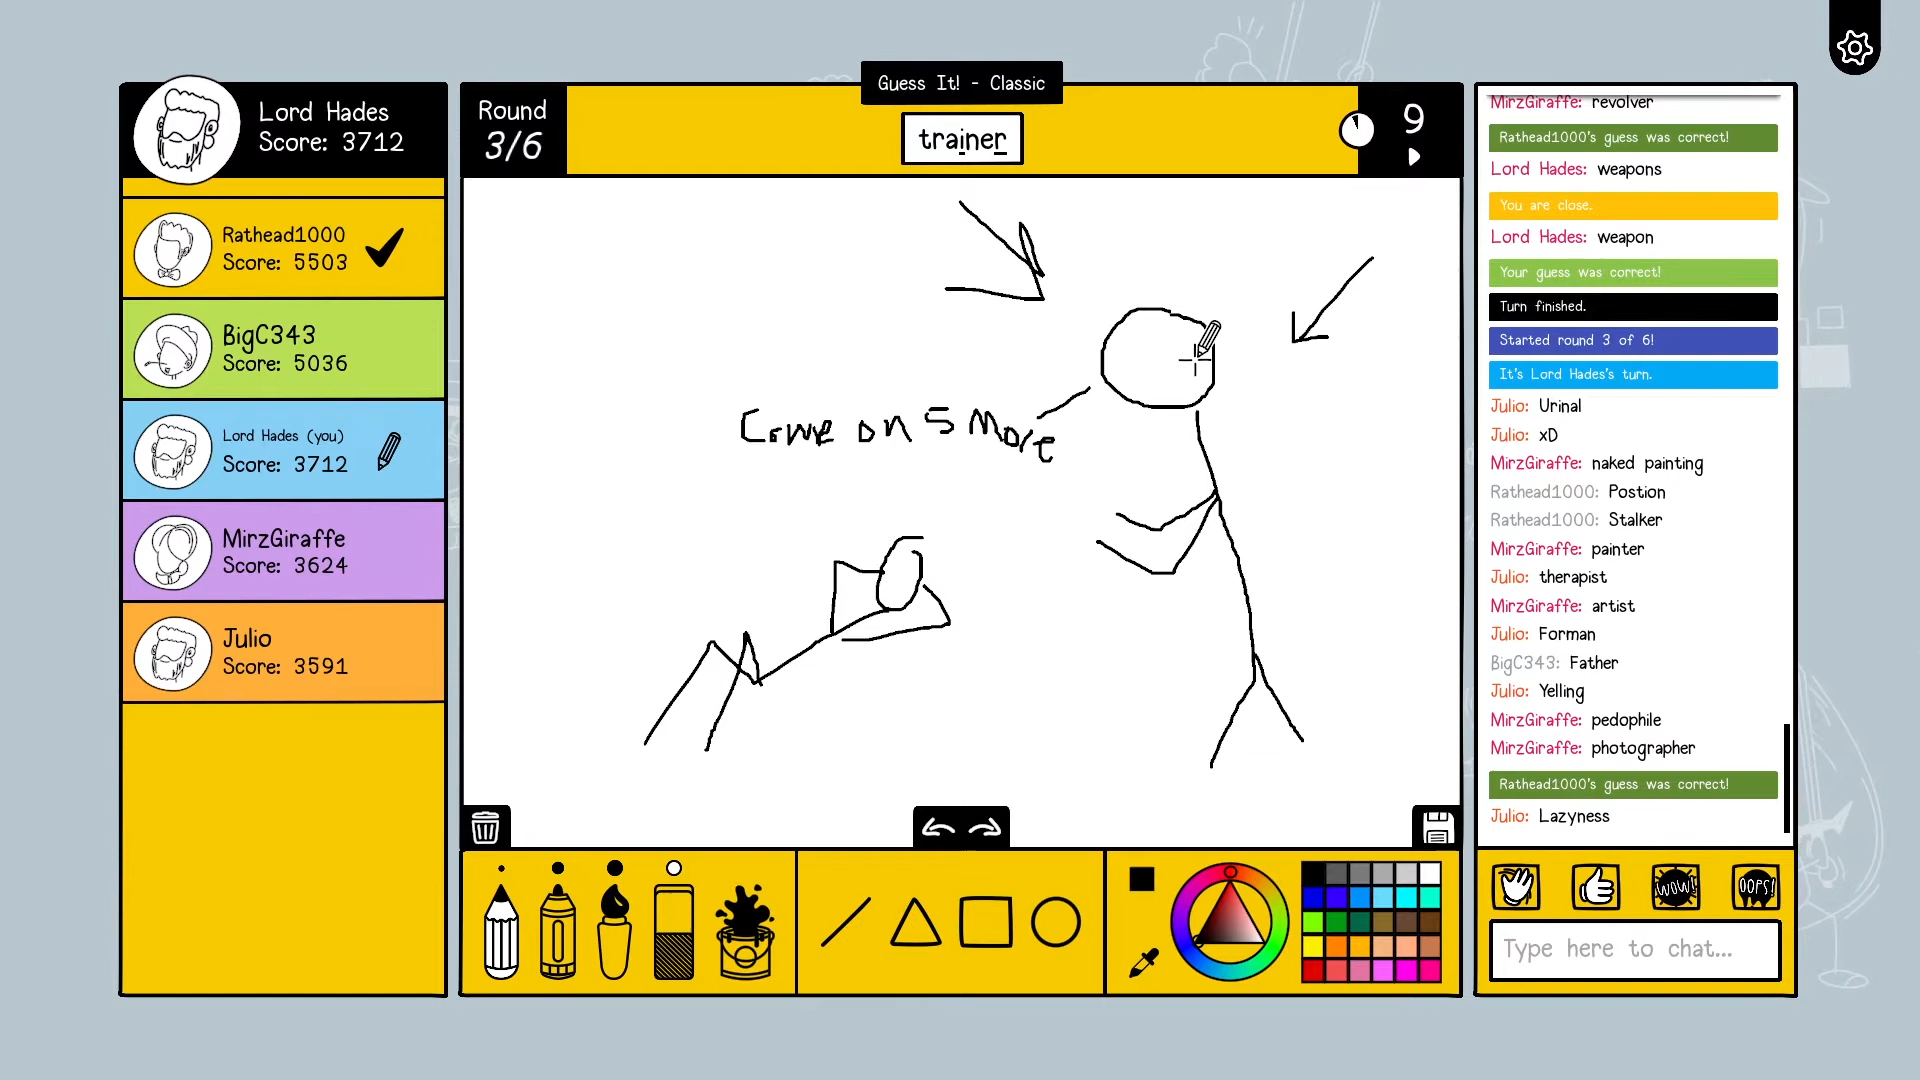 Guess It! - Classic
Lord Hades
Score: 3712
Round
3/6
trainer
9
Rathead1000
Score: 5503
BigC343
Score: 5036
Lord Hades (you)
Score: 3712
MirzGiraffe
Score: 3624
Julio
Score: 3591
Come on 5 More
MirzGiraffe: revolver
Rathead1000's guess was correct!
Lord Hades: weapons
You are close.
Lord Hades: weapon
Your guess was correct!
Turn finished.
Started round 3 of 6!
It's Lord Hades's turn.
Julio: Urinal
Julio: xD
MirzGiraffe: naked painting
Rathead1000: Postion
Rathead1000: Stalker
MirzGiraffe: painter
Julio: therapist
MirzGiraffe: artist
Julio: Forman
BigC343: Father
Julio: Yelling
MirzGiraffe: pedophile
MirzGiraffe: photographer
Rathead1000's guess was correct!
Julio: Lazyness
WOW!
OOPS!
Type here to chat...